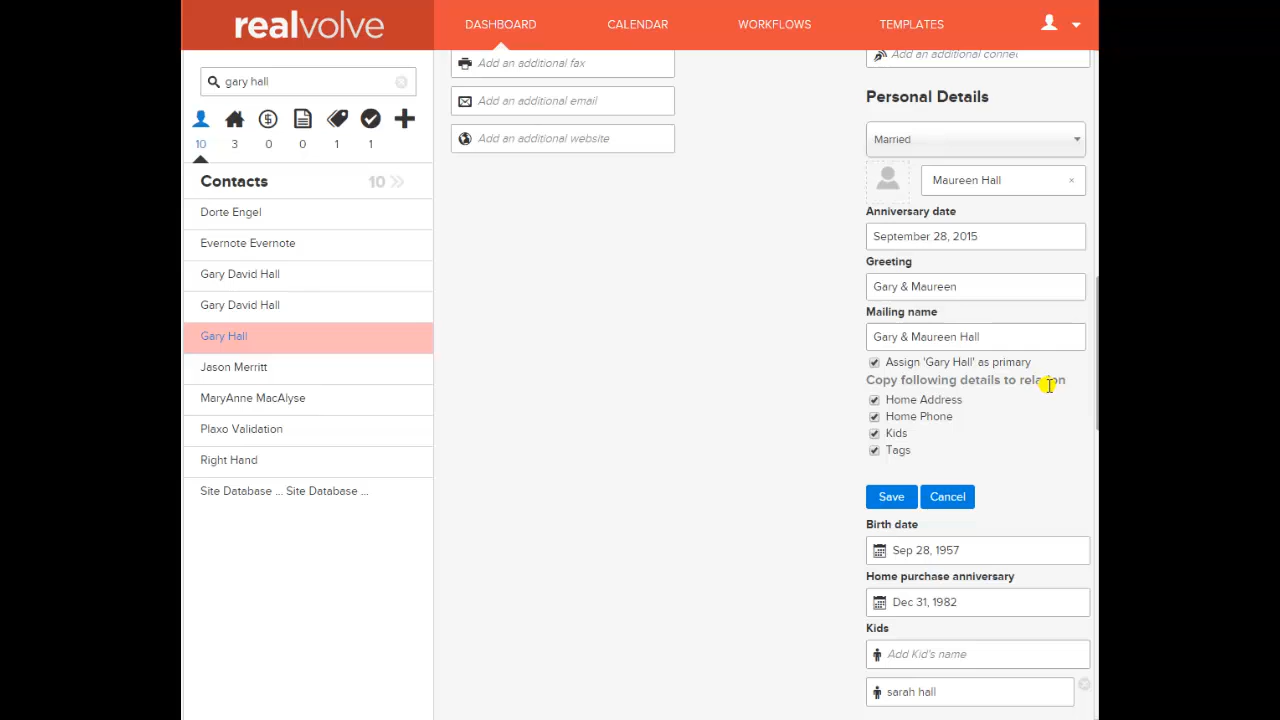 realvolve
DASHBOARD
CALENDAR
WORKFLOWS
TEMPLATES
gary hall
10
3
0
0
1
1
Contacts
10
Dorte Engel
Evernote Evernote
Gary David Hall
Gary David Hall
Gary Hall
Jason Merritt
MaryAnne MacAlyse
Plaxo Validation
Right Hand
Site Database ... Site Database ...
Add an additional fax
Add an additional email
Add an additional website
Add an additional connec
Personal Details
Married
Maureen Hall
Anniversary date
September 28, 2015
Greeting
Gary & Maureen
Mailing name
Gary & Maureen Hall
Assign 'Gary Hall' as primary
Copy following details to relation
Home Address
Home Phone
Kids
Tags
Save
Cancel
Birth date
Sep 28, 1957
Home purchase anniversary
Dec 31, 1982
Kids
Add Kid's name
sarah hall